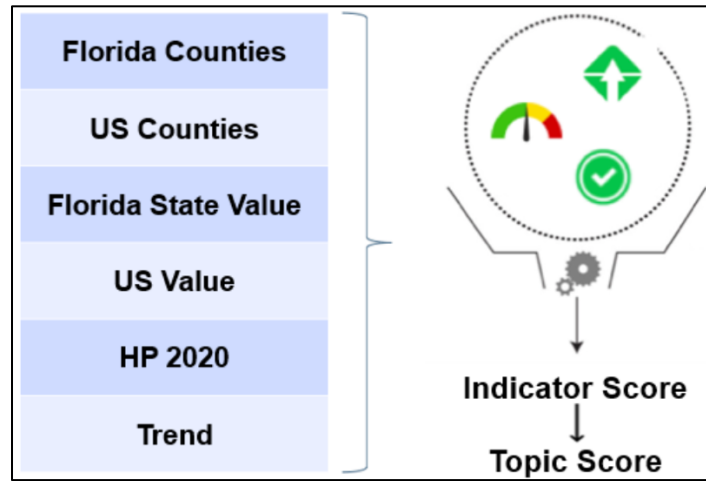 Florida Counties
US Counties
Florida State Value
US Value
HP 2020
Trend
Indicator Score
Topic Score